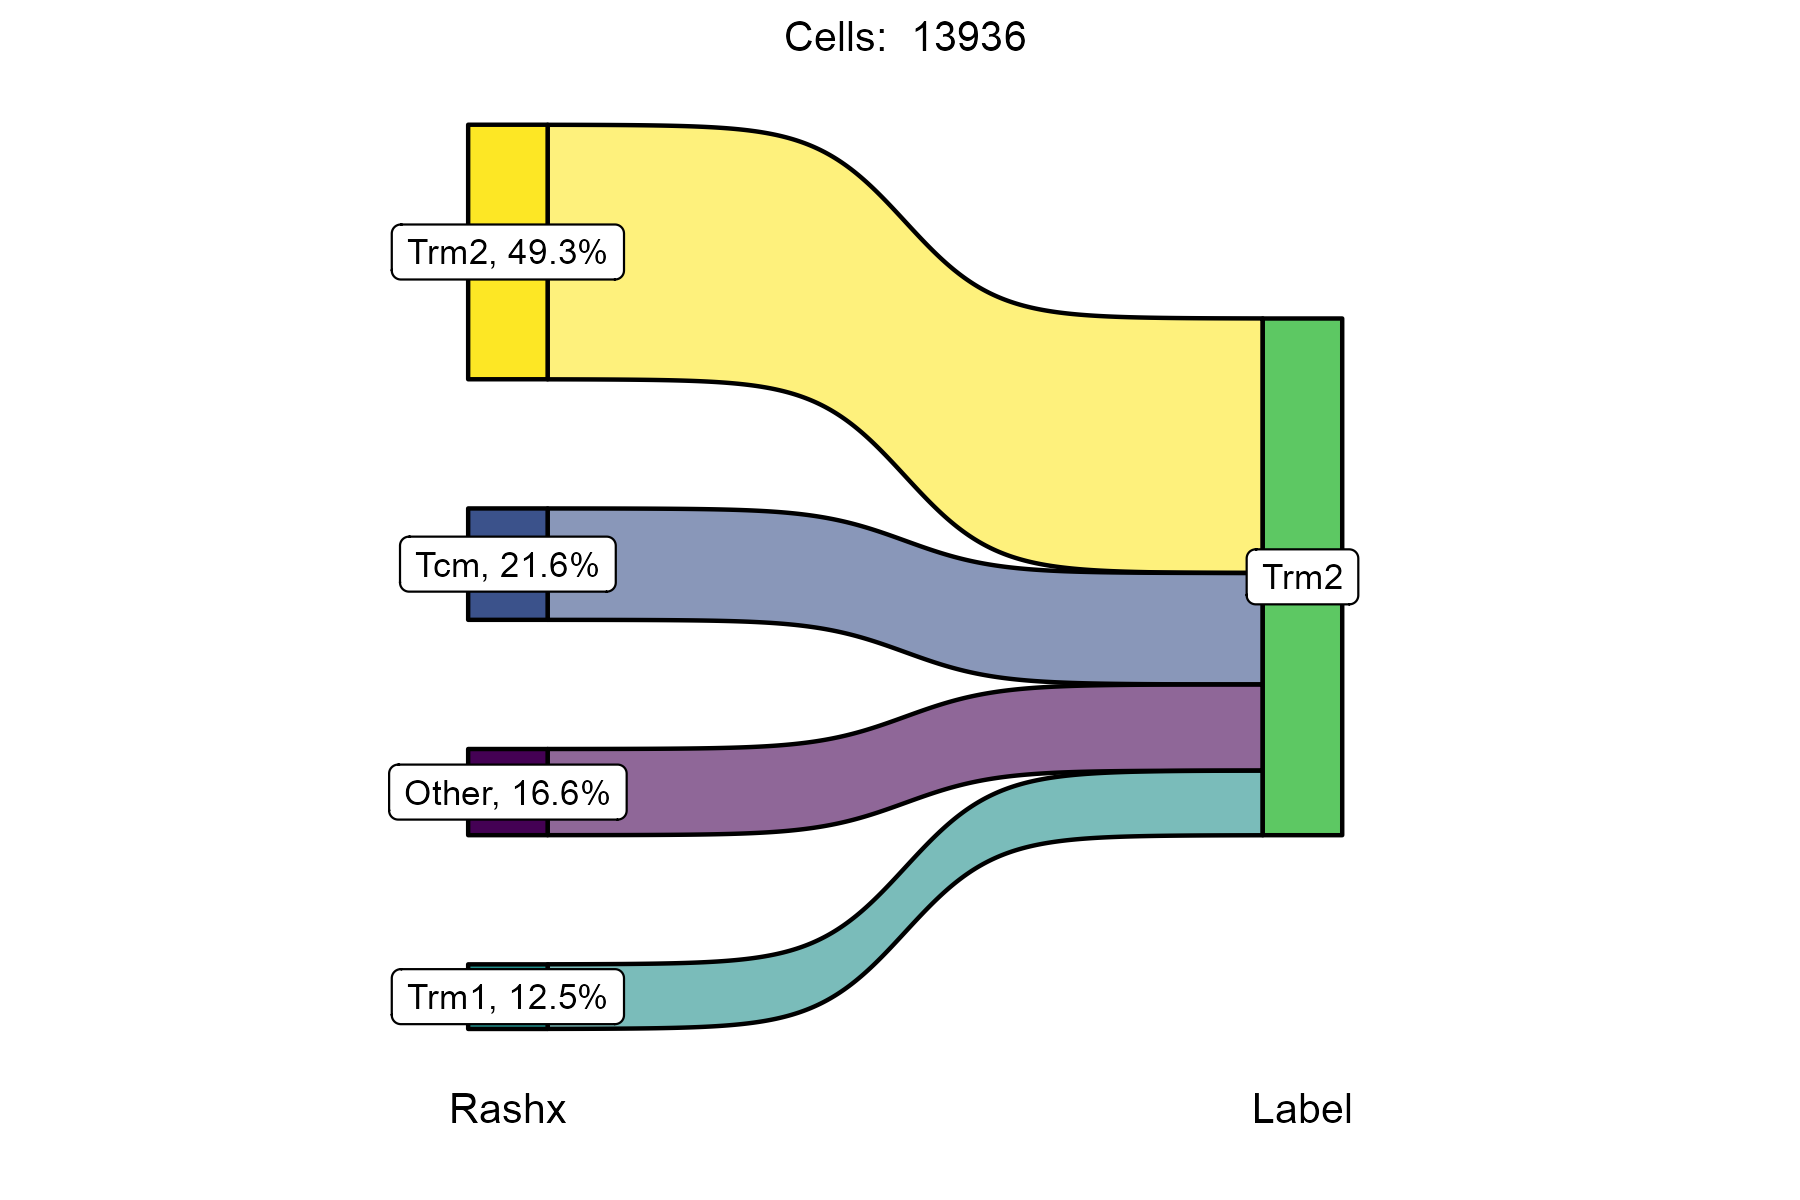 Cells: 13936
Trm2, 49.3%
Tcm, 21.6%
Trm2
Other, 16.6%
Trm1, 12.5%
Rashx
Label